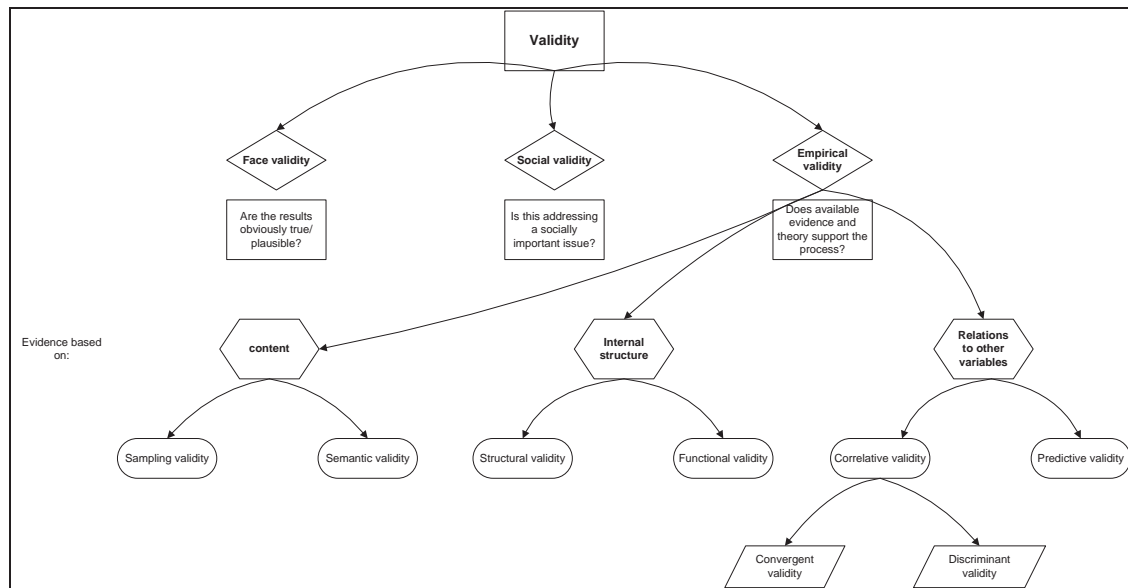 Validity
Face validity
Social validity
Empirical
validity
Are the results
obviously true/
plausible?
Is this addressing
a socially
important issue?
Does available
evidence and
theory support the
process?
Evidence based
on:
content
Internal
structure
Relations
to other
variables
Sampling validity
Semantic validity
Structural validity
Functional validity
Correlative validity
Predictive validity
Convergent
validity
Discriminant
validity